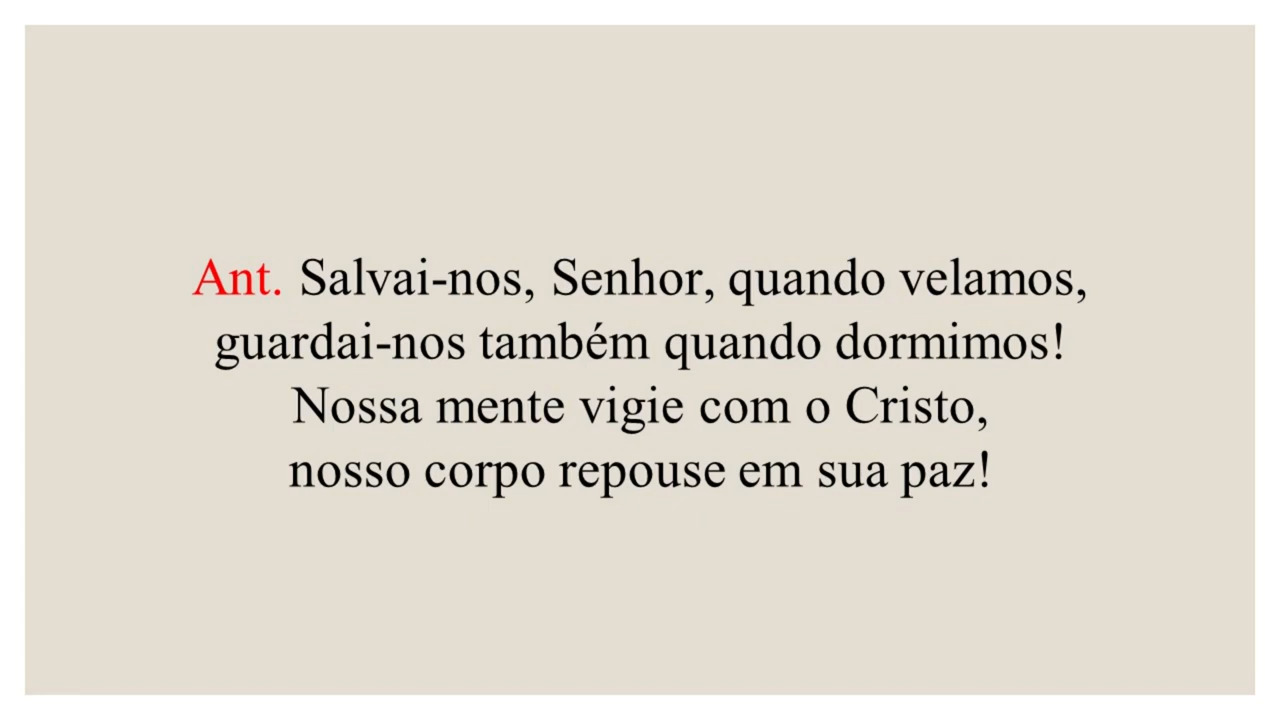 Ant. Salvai-nos, Senhor, quando velamos,
guardai-nos também quando dormimos!
Nossa mente vigie com o Cristo,
nosso corpo repouse em sua paz!